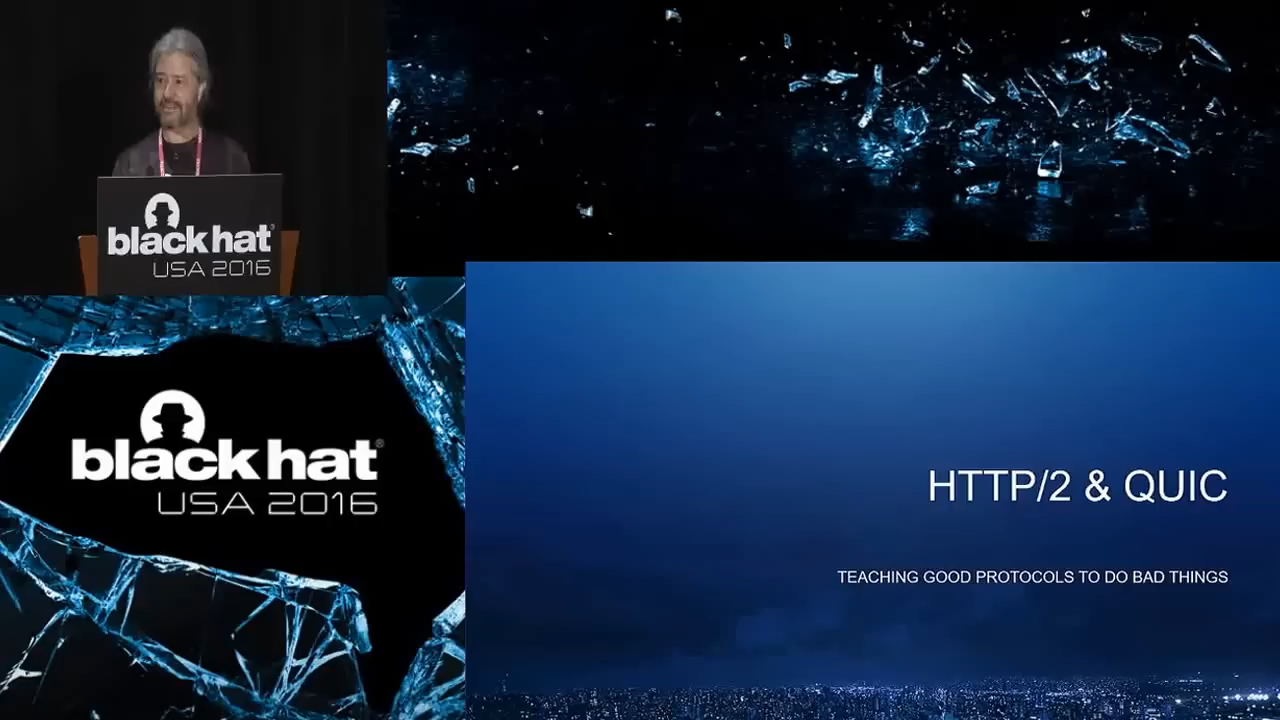 black hat
USA 2016
black hat®
USA 2016
HTTP/2 & QUIC
TEACHING GOOD PROTOCOLS TO DO BAD THINGS